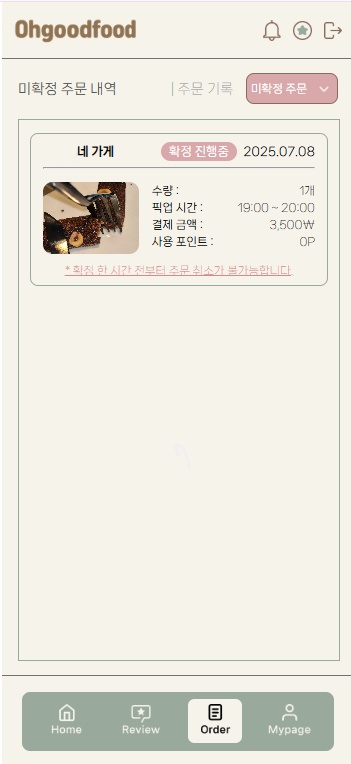 Ohgoodfood
미확정 주문 내역 | 주문 기록 미확정 주문
네 가게 확정 진행중 2025.07.08
수량 : 1개
픽업 시간 : 19:00 ~ 20:00
결제 금액 : 3,500₩
사용 포인트 : 0P
* 확정 한 시간 전부터 주문 취소가 불가능합니다.
Home Review Order Mypage